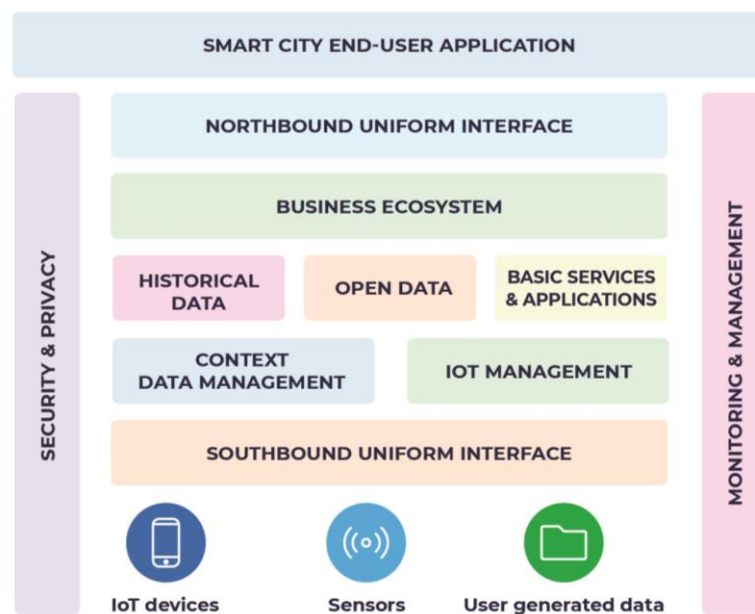 SMART CITY END-USER APPLICATION
SECURITY & PRIVACY
NORTHBOUND UNIFORM INTERFACE
BUSINESS ECOSYSTEM
HISTORICAL
DATA
OPEN DATA
BASIC SERVICES
& APPLICATIONS
CONTEXT
DATA MANAGEMENT
IOT MANAGEMENT
SOUTHBOUND UNIFORM INTERFACE
IoT devices
Sensors
User generated data
MONITORING & MANAGEMENT